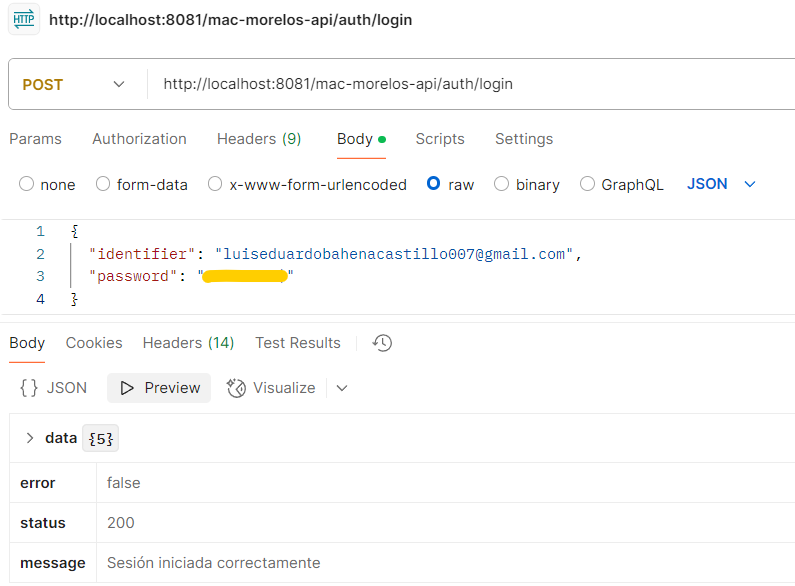 HTTP http://localhost:8081/mac-morelos-api/auth/login
POST http://localhost:8081/mac-morelos-api/auth/login
Params Authorization Headers (9) Body Scripts Settings
none form-data x-www-form-urlencoded raw binary GraphQL JSON
1 {
2 "identifier": "luiseduardobahenacastillo007@gmail.com",
3 "password": " "
4 }
Body Cookies Headers (14) Test Results
{} JSON Preview Visualize
data {5}
error false
status 200
message Sesión iniciada correctamente